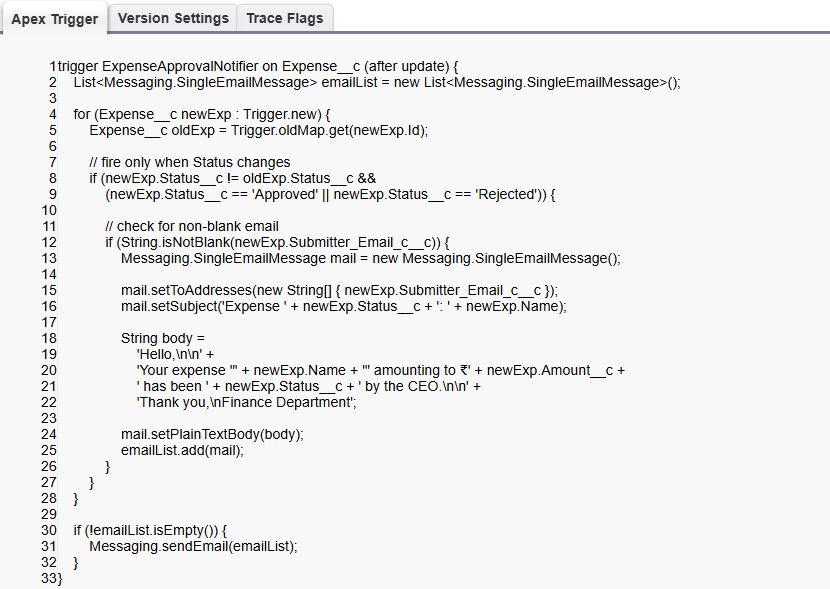 Apex Trigger Version Settings Trace Flags
1trigger ExpenseApprovalNotifier on Expense__c (after update) {
2 List<Messaging.SingleEmailMessage> emailList = new List<Messaging.SingleEmailMessage>();
3
4 for (Expense__c newExp : Trigger.new) {
5 Expense__c oldExp = Trigger.oldMap.get(newExp.Id);
6
7 // fire only when Status changes
8 if (newExp.Status__c != oldExp.Status__c &&
9 (newExp.Status__c == 'Approved' || newExp.Status__c == 'Rejected')) {
10
11 // check for non-blank email
12 if (String.isNotBlank(newExp.Submitter_Email_c__c)) {
13 Messaging.SingleEmailMessage mail = new Messaging.SingleEmailMessage();
14
15 mail.setToAddresses(new String[] { newExp.Submitter_Email_c__c });
16 mail.setSubject('Expense ' + newExp.Status__c + ': ' + newExp.Name);
17
18 String body =
19 'Hello,\n\n' +
20 'Your expense "' + newExp.Name + '" amounting to ₹' + newExp.Amount__c +
21 ' has been ' + newExp.Status__c + ' by the CEO.\n\n' +
22 'Thank you,\nFinance Department';
23
24 mail.setPlainTextBody(body);
25 emailList.add(mail);
26 }
27 }
28 }
29
30 if (!emailList.isEmpty()) {
31 Messaging.sendEmail(emailList);
32 }
33}